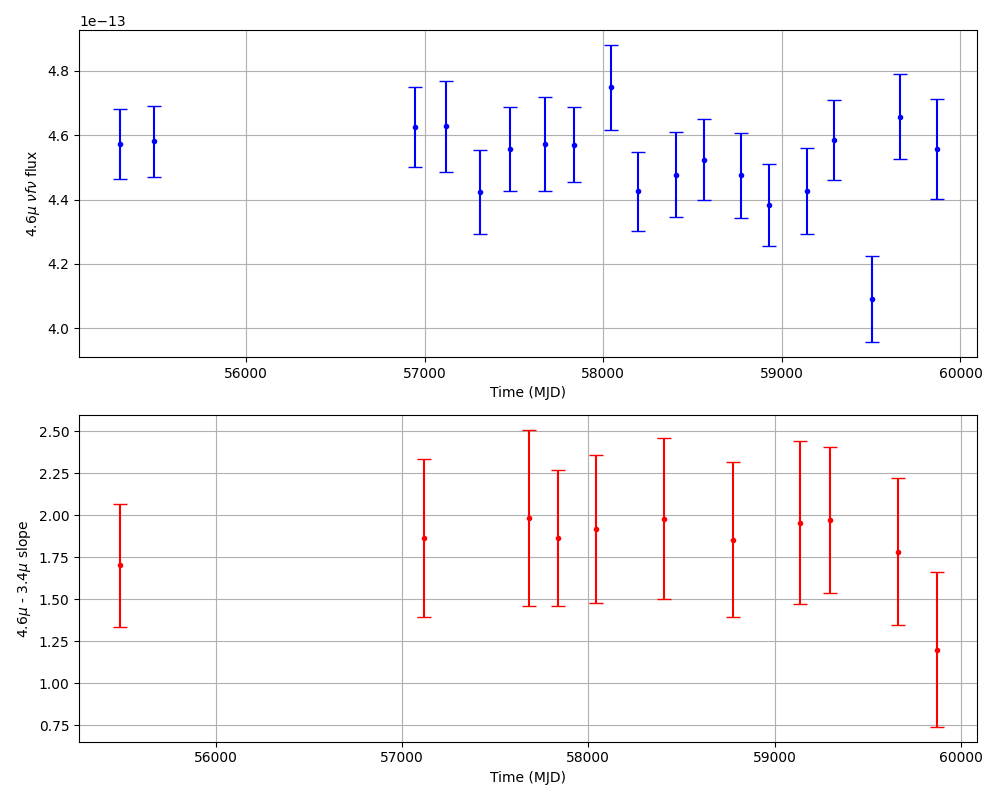 1e−13
4.8
4.6
4.4
4.2
4.0
4.6μ νfν flux
56000 57000 58000 59000 60000
Time (MJD)
2.50
2.25
2.00
1.75
1.50
1.25
1.00
0.75
4.6μ - 3.4μ slope
56000 57000 58000 59000 60000
Time (MJD)